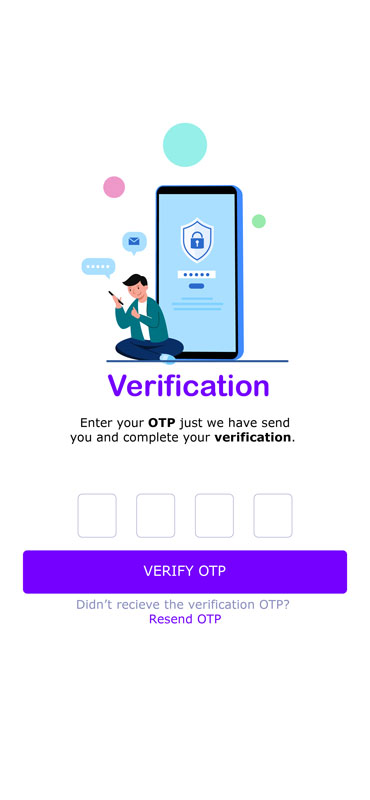 Verification
Enter your OTP just we have send
you and complete your verification.
VERIFY OTP
Didn’t recieve the verification OTP?
Resend OTP